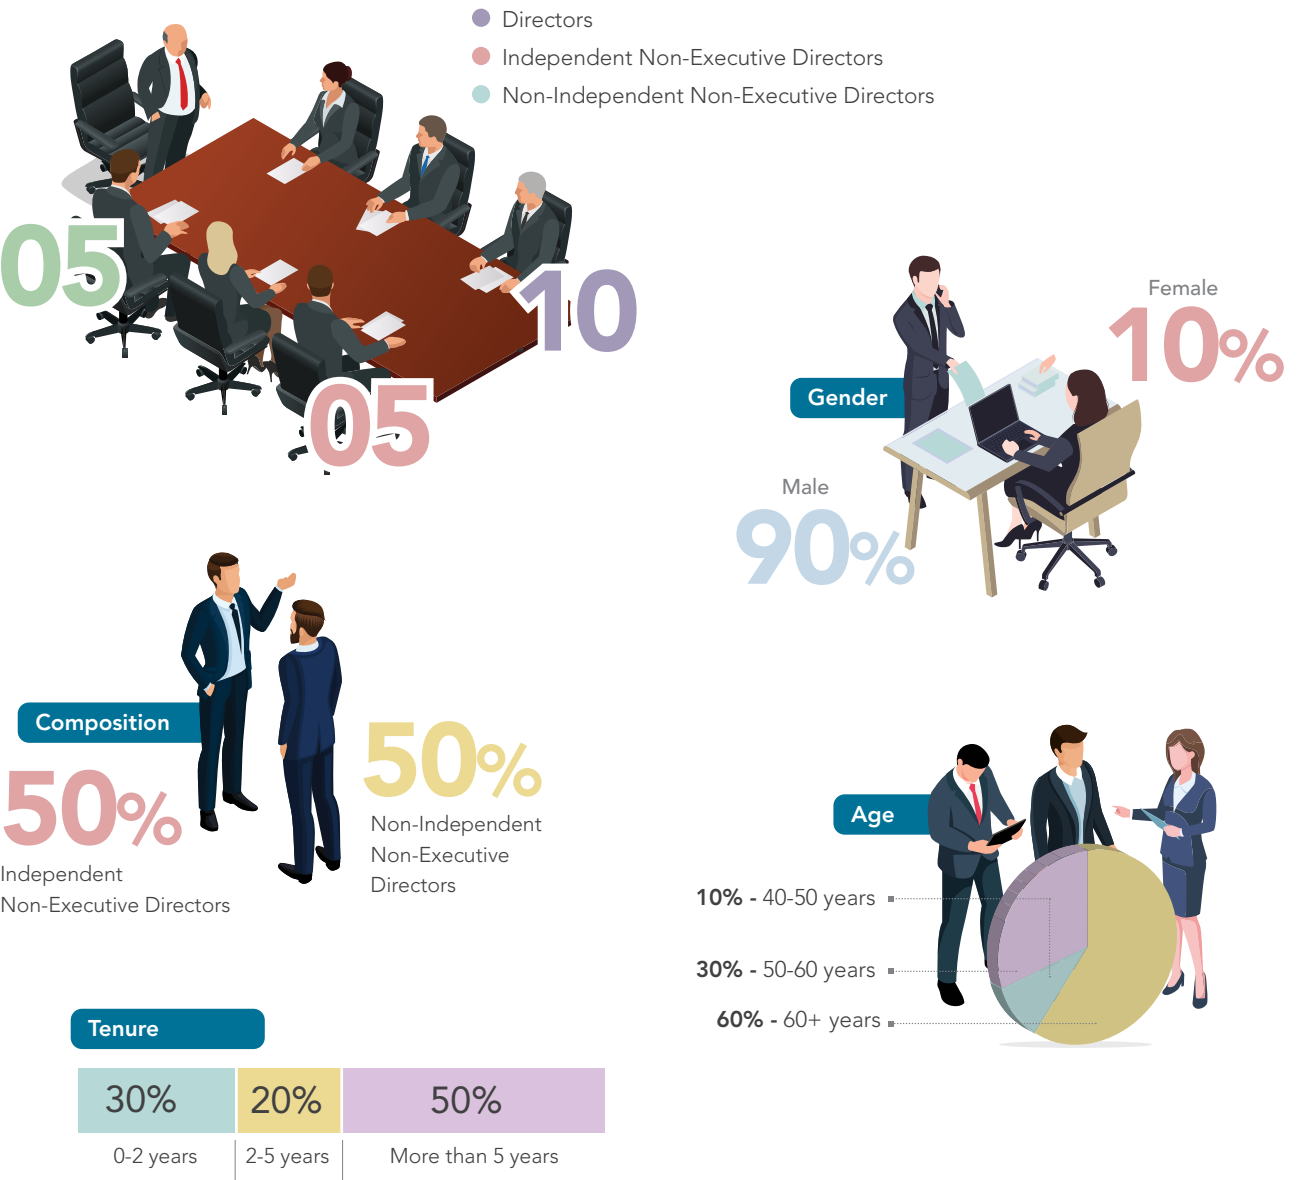 Directors
Independent Non-Executive Directors
Non-Independent Non-Executive Directors
05
10
05
Gender
Female
10%
Male
90%
Composition
50%
Independent
Non-Executive Directors
50%
Non-Independent
Non-Executive
Directors
Age
10% - 40-50 years
30% - 50-60 years
60% - 60+ years
Tenure
30%
20%
50%
0-2 years
2-5 years
More than 5 years